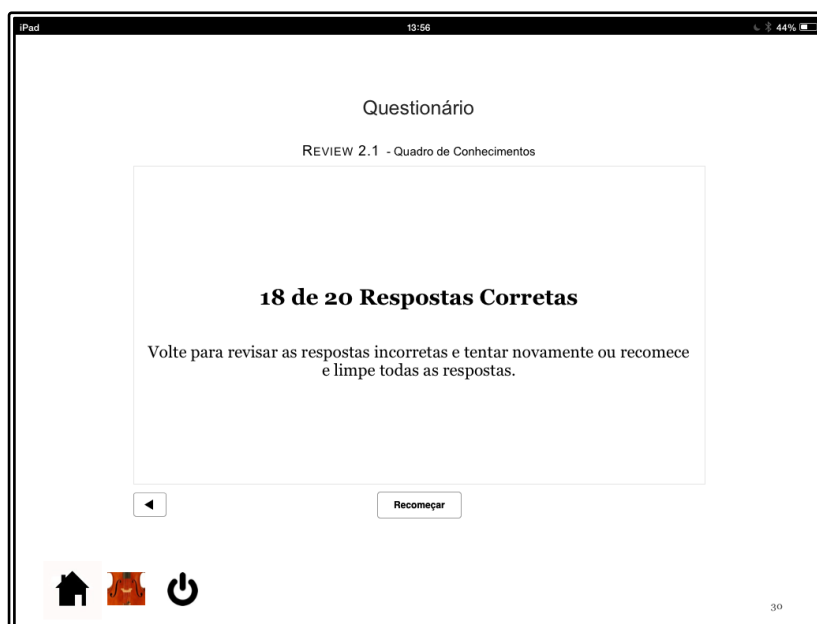 iPad 13:56 44%
Questionário
REVIEW 2.1 - Quadro de Conhecimentos
18 de 20 Respostas Corretas
Volte para revisar as respostas incorretas e tentar novamente ou recomece
e limpe todas as respostas.
Recomeçar
30